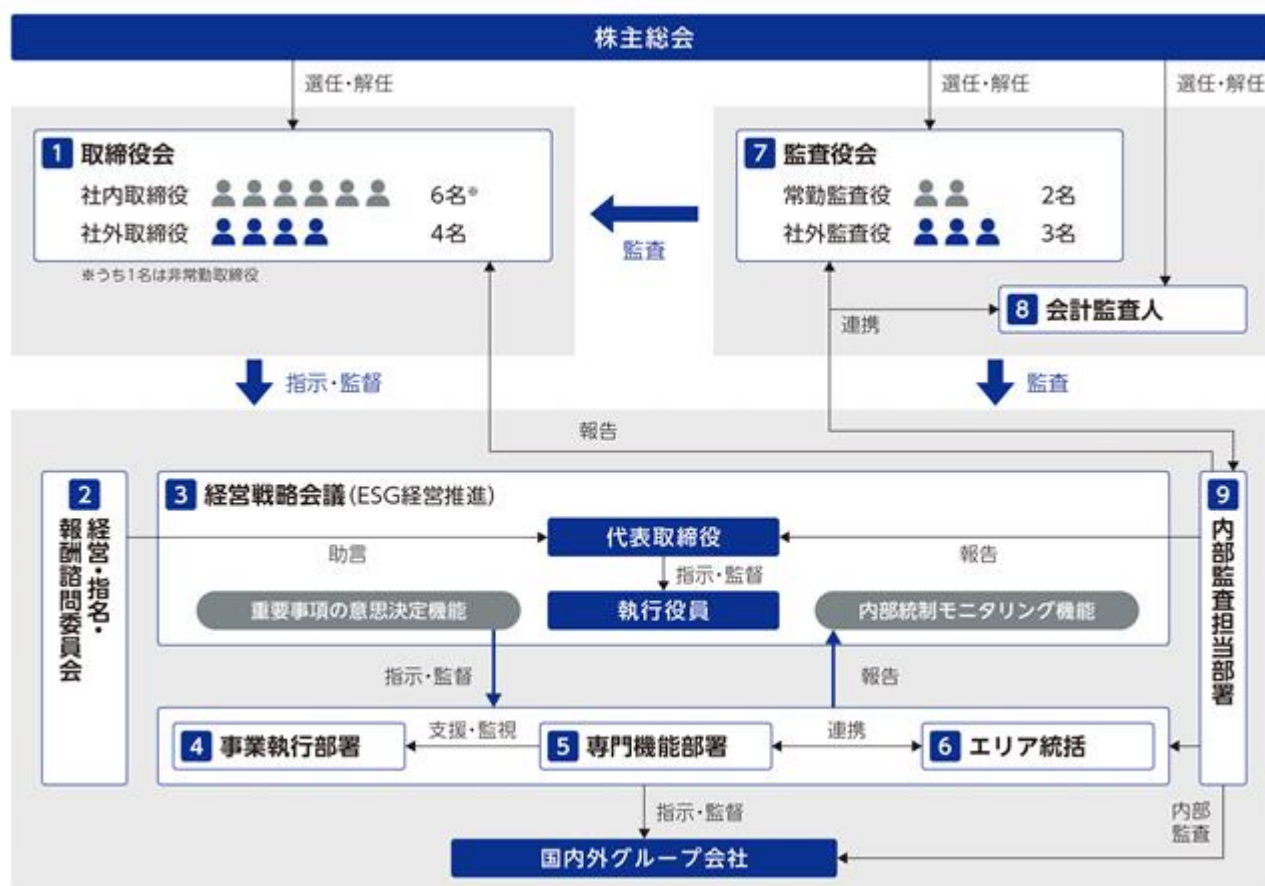 株主総会
選任・解任
選任・解任
選任・解任
1 取締役会
社内取締役 6名※
社外取締役 4名
※うち1名は非常勤取締役
監査
7 監査役会
常勤監査役 2名
社外監査役 3名
連携
8 会計監査人
指示・監督
監査
報告
2 経営・指名・
報酬諮問委員会
3 経営戦略会議(ESG経営推進)
代表取締役
助言
報告
指示・監督
重要事項の意思決定機能
執行役員
内部統制モニタリング機能
9 内部監査担当部署
指示・監督
報告
4 事業執行部署
支援・監視
5 専門機能部署
連携
6 エリア統括
指示・監督
内部
監査
国内外グループ会社